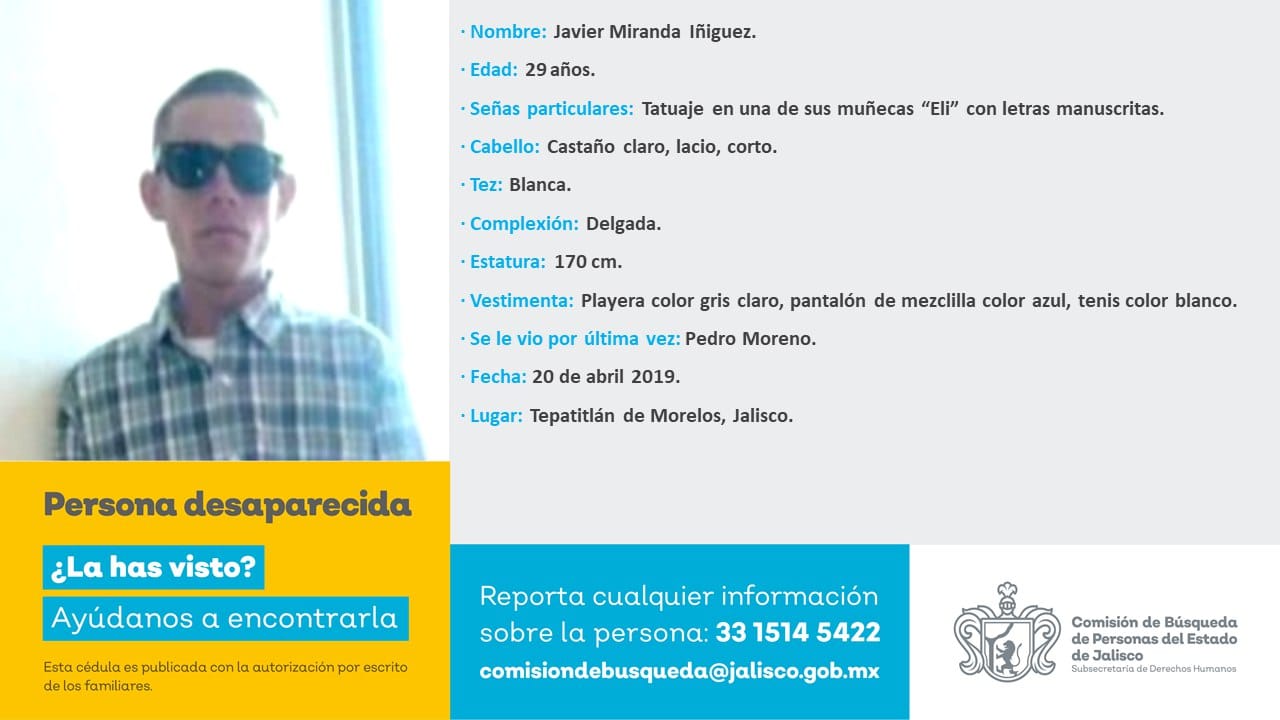 · Nombre: Javier Miranda Iñiguez.
· Edad: 29 años.
· Señas particulares: Tatuaje en una de sus muñecas “Eli” con letras manuscritas.
· Cabello: Castaño claro, lacio, corto.
· Tez: Blanca.
· Complexión: Delgada.
· Estatura: 170 cm.
· Vestimenta: Playera color gris claro, pantalón de mezclilla color azul, tenis color blanco.
· Se le vio por última vez: Pedro Moreno.
· Fecha: 20 de abril 2019.
· Lugar: Tepatitlán de Morelos, Jalisco.
Persona desaparecida
¿La has visto?
Ayúdanos a encontrarla
Esta cédula es publicada con la autorización por escrito
de los familiares.
Reporta cualquier información
sobre la persona: 33 1514 5422
comisiondebusqueda@jalisco.gob.mx
Comisión de Búsqueda
de Personas del Estado
de Jalisco
Subsecretaría de Derechos Humanos